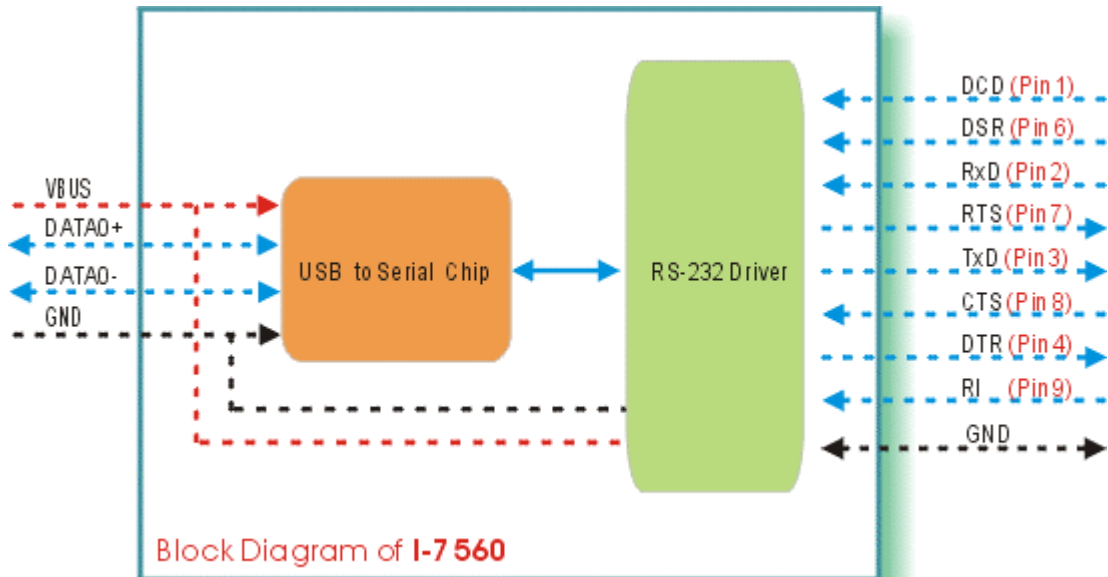 VBUS
DATA0+
DATA0-
GND
USB to Serial Chip
RS-232 Driver
DCD (Pin 1)
DSR (Pin 6)
RxD (Pin 2)
RTS (Pin 7)
TxD (Pin 3)
CTS (Pin 8)
DTR (Pin 4)
RI (Pin 9)
GND
Block Diagram of I-7560